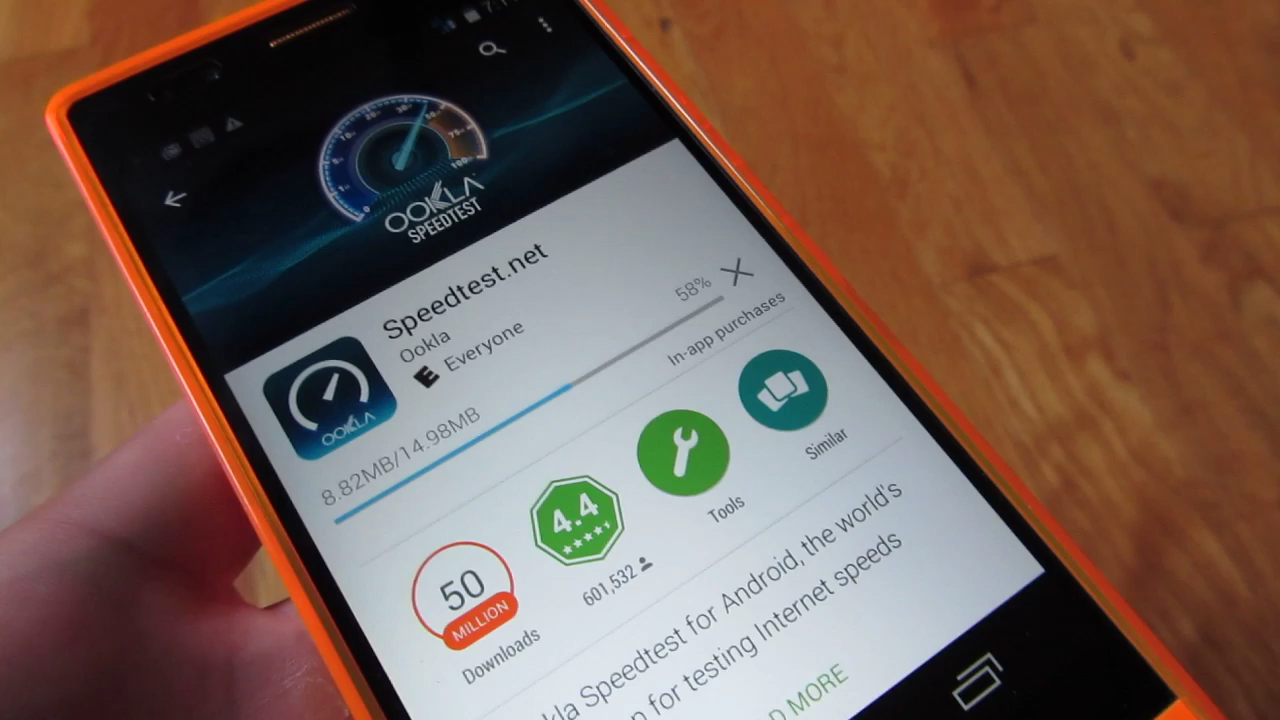 OOKLA
SPEEDTEST
Speedtest.net
Ookla
E Everyone
58%
8.82MB/14.98MB
In-app purchases
OOKLA
50
MILLION
Downloads
4.4
601,532
Tools
Similar
kla Speedtest for Android, the world's
n for testing Internet speeds
D MORE